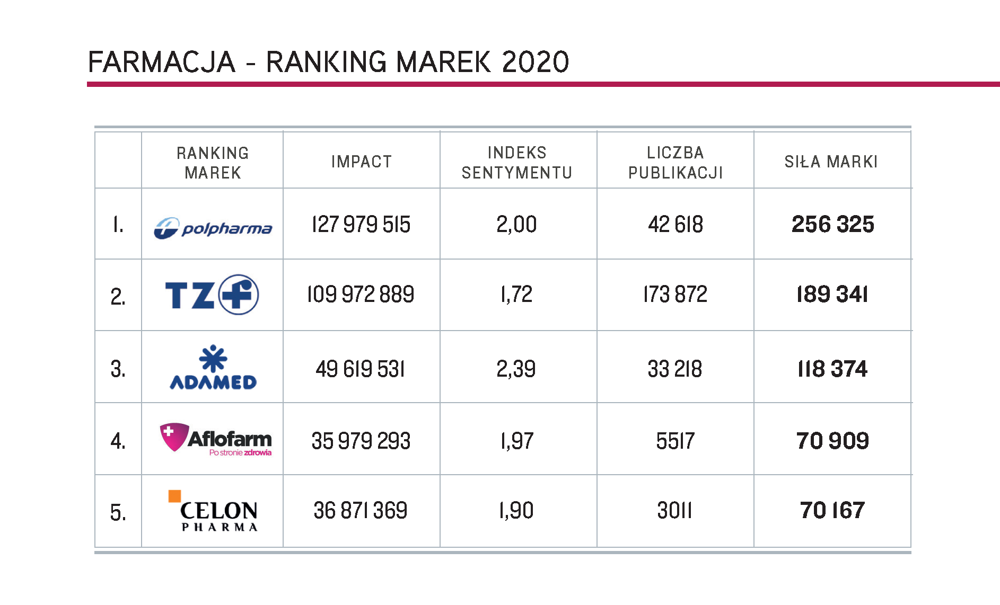 FARMACJA - RANKING MAREK 2020
RANKING
MAREK
IMPACT
INDEKS
SENTYMENTU
LICZBA
PUBLIKACJI
SIŁA MARKI
1.
polpharma
127 979 515
2,00
42 618
256 325
2.
TZF
109 972 889
1,72
173 872
189 341
3.
ADAMED
49 619 531
2,39
33 218
118 374
4.
Aflofarm
Po stronie zdrowia
35 979 293
1,97
5517
70 909
5.
CELON
PHARMA
36 871 369
1,90
3011
70 167